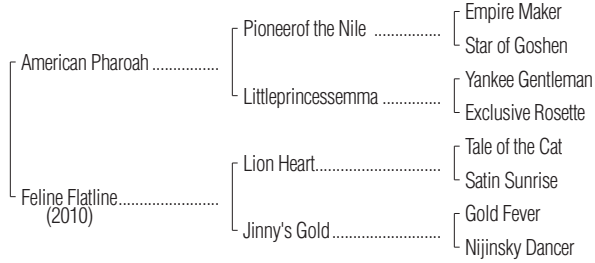 Empire Maker
Pioneerof the Nile ................
Star of Goshen
American Pharoah ................
Yankee Gentleman
Littleprincessemma ..............
Exclusive Rosette
Tale of the Cat
Lion Heart..............................
Satin Sunrise
Feline Flatline........................
(2010)
Gold Fever
Jinny's Gold ..........................
Nijinsky Dancer